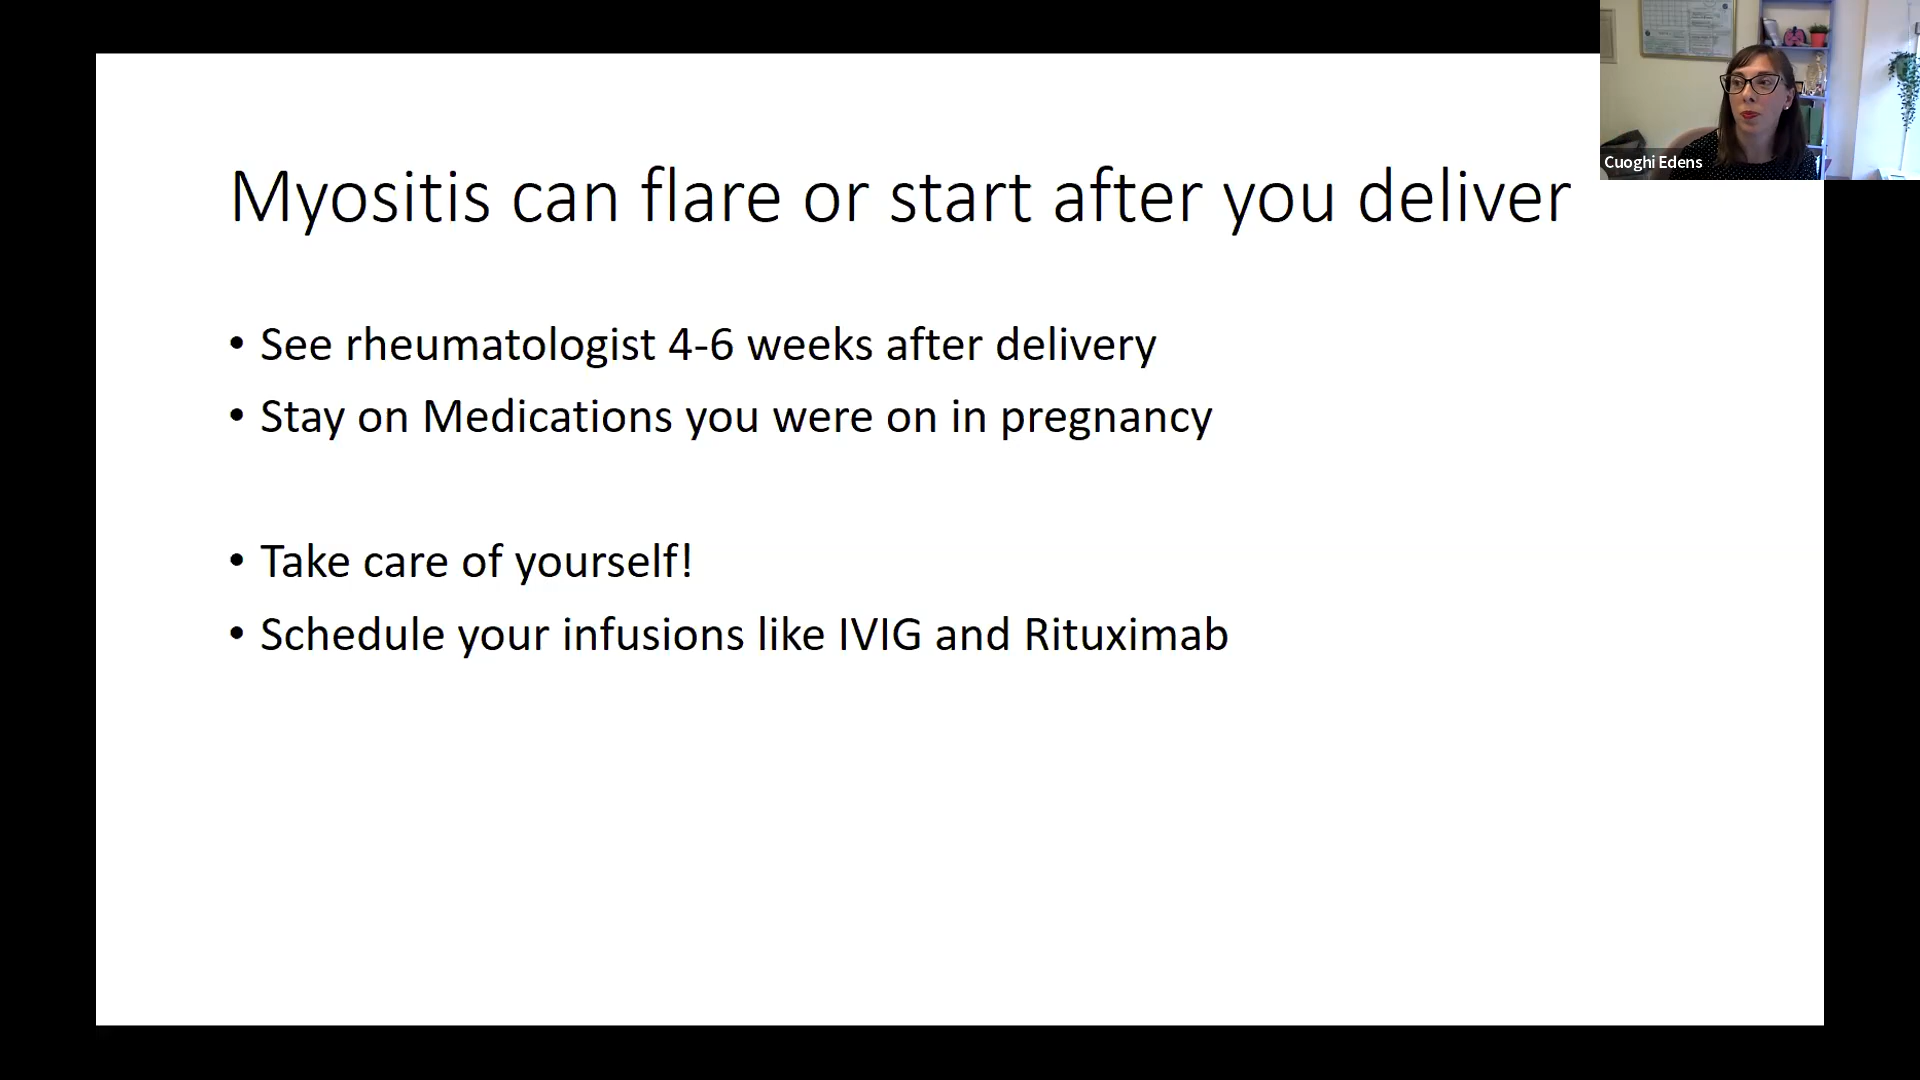 Myositis can flare or start after you deliver
• See rheumatologist 4-6 weeks after delivery
• Stay on Medications you were on in pregnancy
• Take care of yourself!
• Schedule your infusions like IVIG and Rituximab
Cuoghi Edens